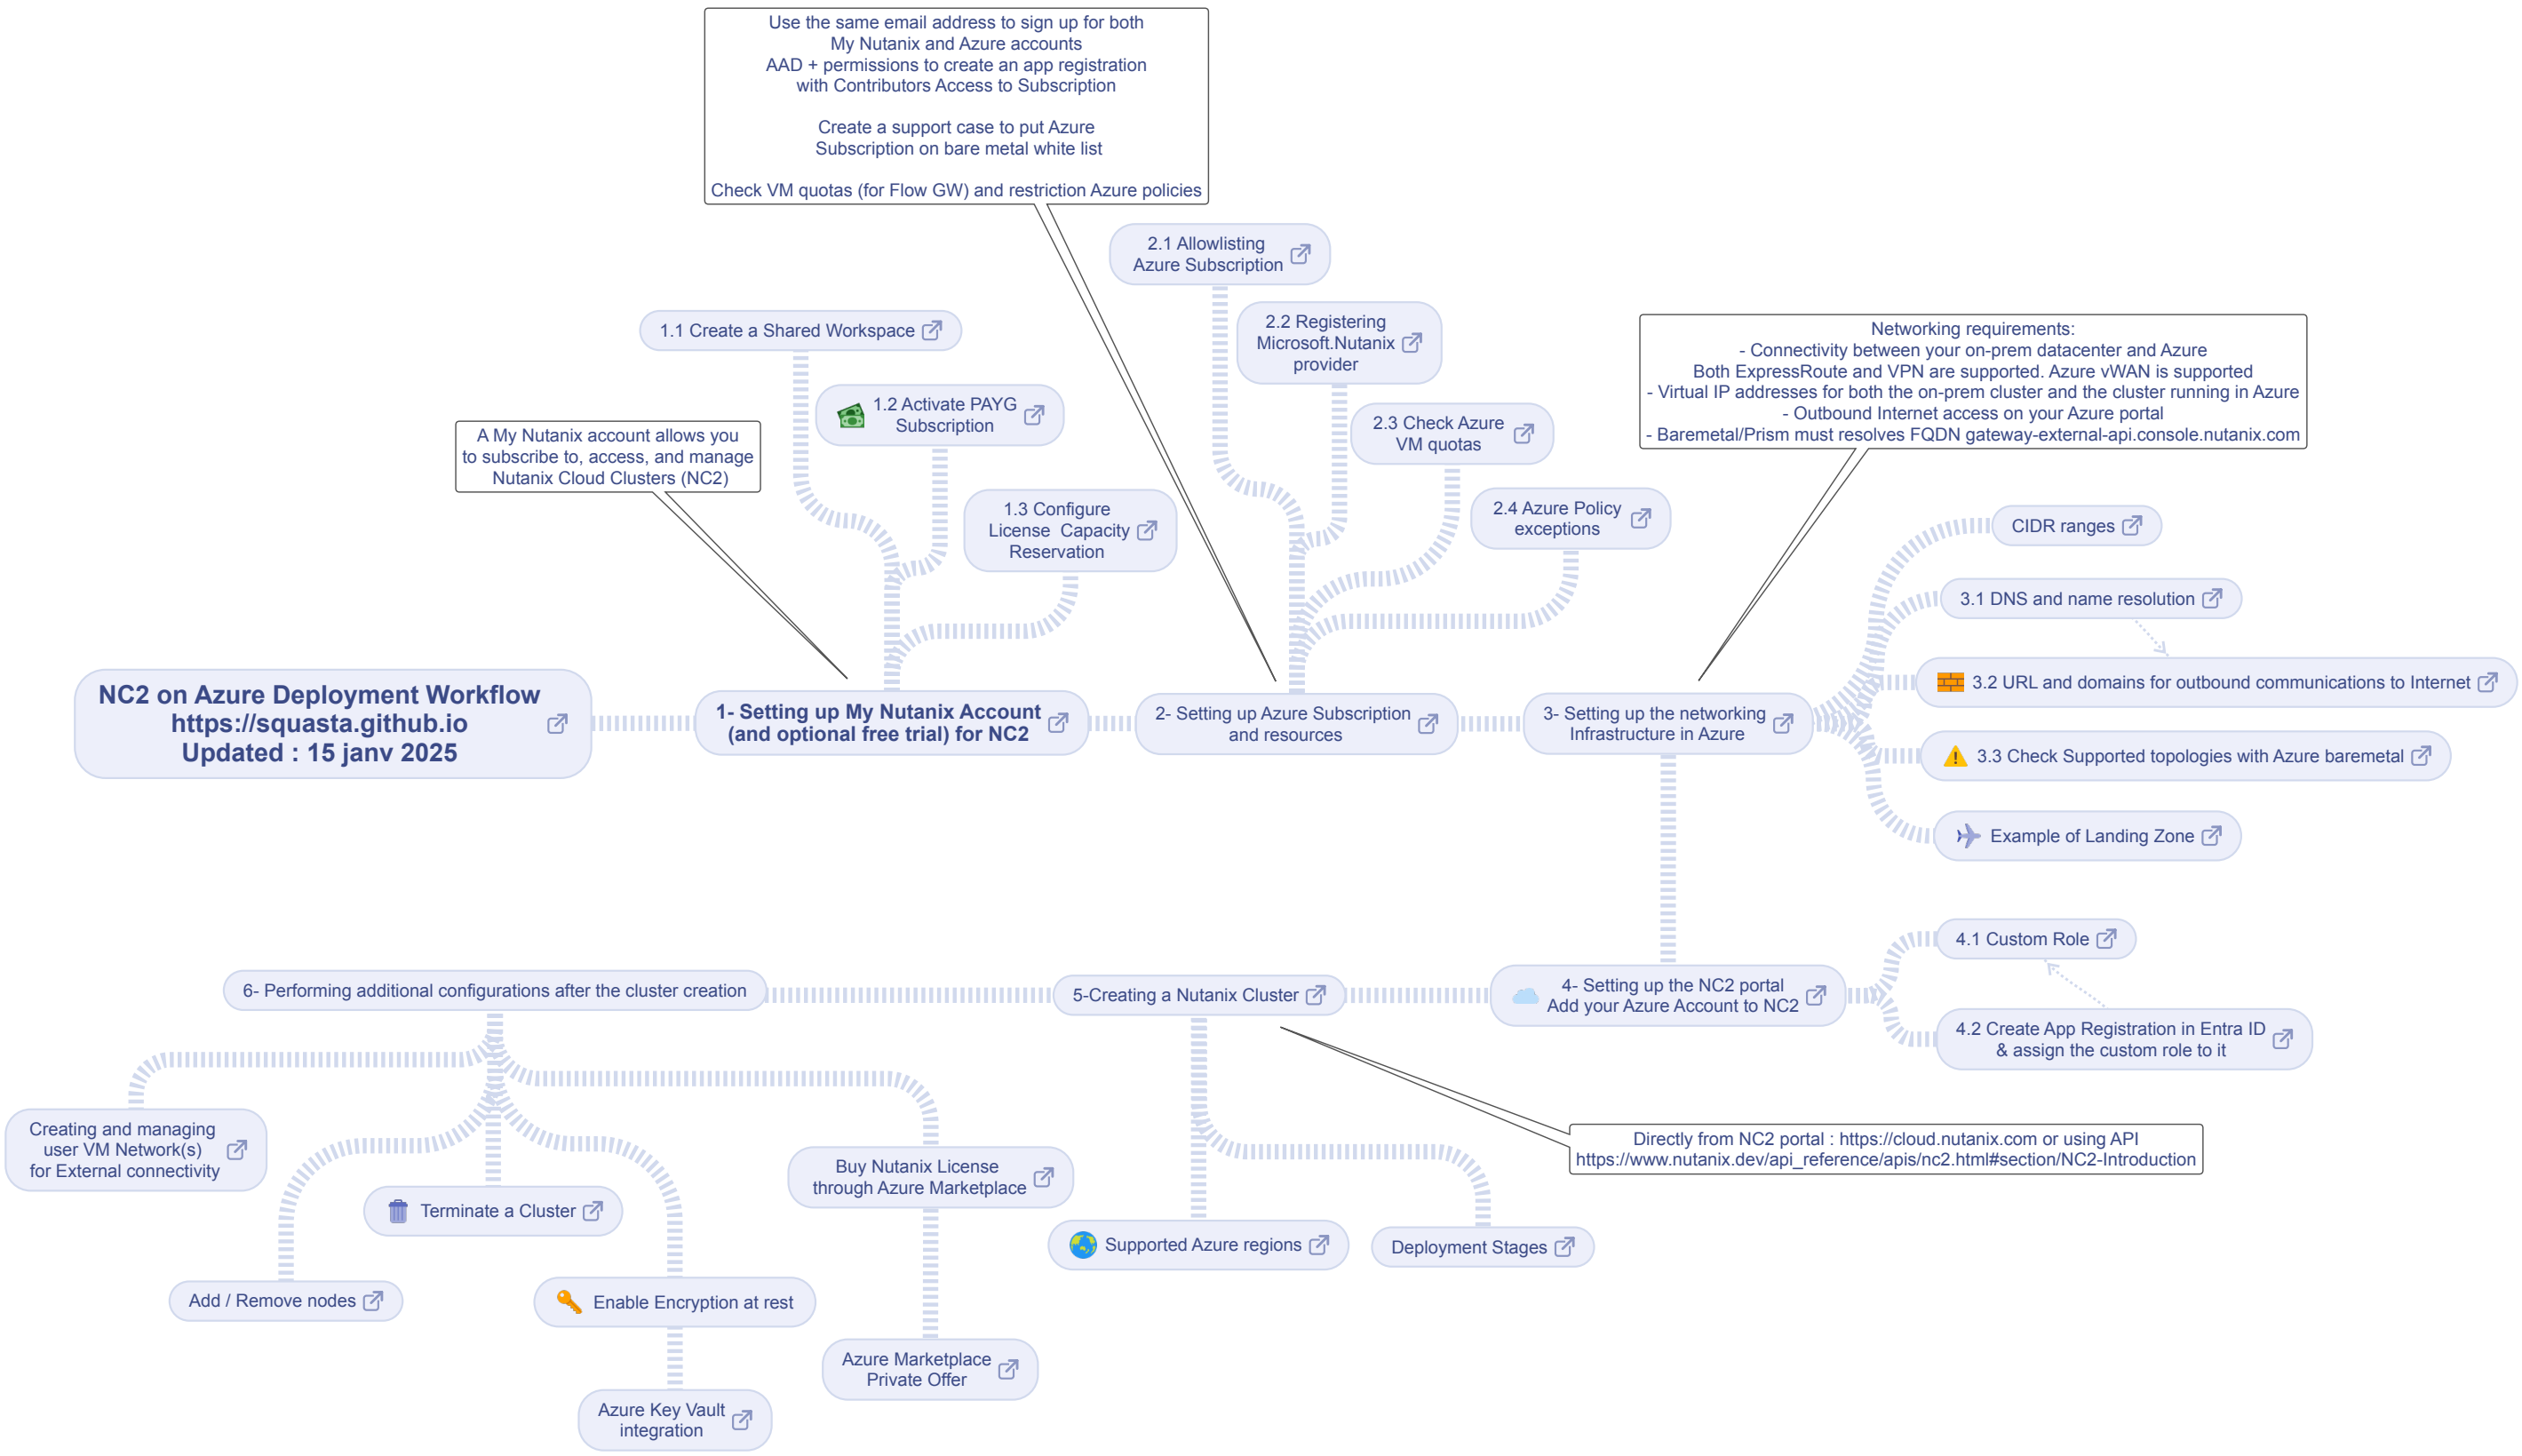 Use the same email address to sign up for both
My Nutanix and Azure accounts
AAD + permissions to create an app registration
with Contributors Access to Subscription
Create a support case to put Azure
Subscription on bare metal white list
Check VM quotas (for Flow GW) and restriction Azure policies
2.1 Allowlisting
Azure Subscription
1.1 Create a Shared Workspace
2.2 Registering
Microsoft.Nutanix
provider
Networking requirements:
- Connectivity between your on-prem datacenter and Azure
Both ExpressRoute and VPN are supported. Azure vWAN is supported
- Virtual IP addresses for both the on-prem cluster and the cluster running in Azure
- Outbound Internet access on your Azure portal
- Baremetal/Prism must resolves FQDN gateway-external-api.console.nutanix.com
1.2 Activate PAYG
Subscription
2.3 Check Azure
VM quotas
A My Nutanix account allows you
to subscribe to, access, and manage
Nutanix Cloud Clusters (NC2)
1.3 Configure
License  Capacity
Reservation
2.4 Azure Policy
exceptions
CIDR ranges
3.1 DNS and name resolution
3.2 URL and domains for outbound communications to Internet
NC2 on Azure Deployment Workflow
https://squasta.github.io
Updated : 15 janv 2025
1- Setting up My Nutanix Account
(and optional free trial) for NC2
2- Setting up Azure Subscription
and resources
3- Setting up the networking
Infrastructure in Azure
3.3 Check Supported topologies with Azure baremetal
Example of Landing Zone
4.1 Custom Role
6- Performing additional configurations after the cluster creation
5-Creating a Nutanix Cluster
4- Setting up the NC2 portal
Add your Azure Account to NC2
4.2 Create App Registration in Entra ID
& assign the custom role to it
Creating and managing
user VM Network(s)
for External connectivity
Directly from NC2 portal : https://cloud.nutanix.com or using API
https://www.nutanix.dev/api_reference/apis/nc2.html#section/NC2-Introduction
Buy Nutanix License
through Azure Marketplace
Terminate a Cluster
Supported Azure regions
Deployment Stages
Add / Remove nodes
Enable Encryption at rest
Azure Marketplace
Private Offer
Azure Key Vault
integration